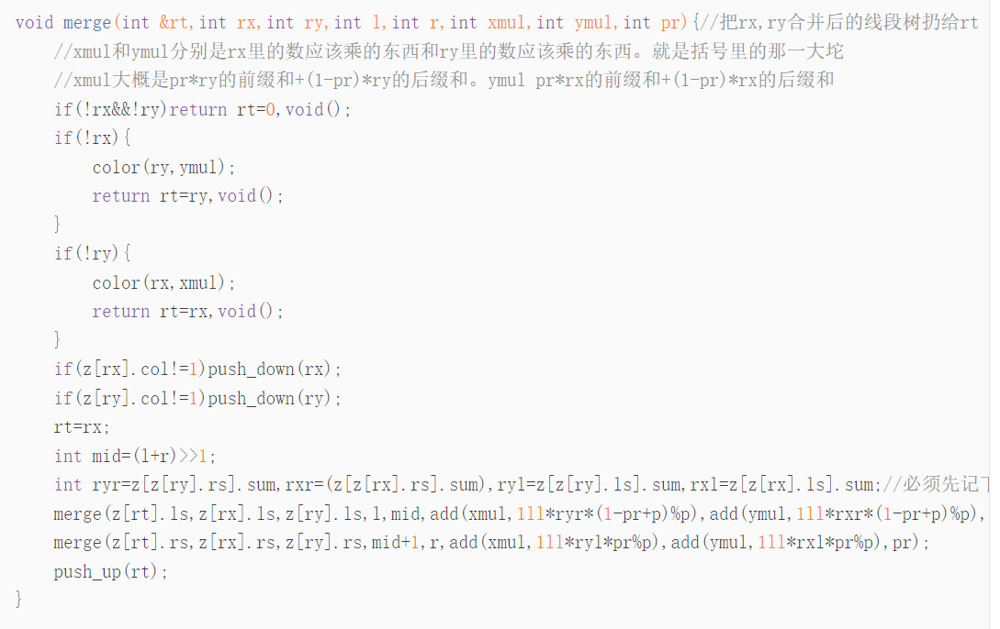 void merge(int &rt,int rx,int ry,int l,int r,int xmul,int ymul,int pr){//把rx,ry合并后的线段树扔给rt
//xmul和ymul分别是rx里的数应该乘的东西和ry里的数应该乘的东西。就是括号里的那一大坨
//xmul大概是pr*ry的前缀和+(1-pr)*ry的后缀和。ymul pr*rx的前缀和+(1-pr)*rx的后缀和
if(!rx&&!ry)return rt=0,void();
if(!rx){
color(ry,ymul);
return rt=ry,void();
}
if(!ry){
color(rx,xmul);
return rt=rx,void();
}
if(z[rx].col!=1)push_down(rx);
if(z[ry].col!=1)push_down(ry);
rt=rx;
int mid=(l+r)>>1;
int ryr=z[z[ry].rs].sum,rxr=(z[z[rx].rs].sum),ryl=z[z[ry].ls].sum,rxl=z[z[rx].ls].sum;//必须先记
merge(z[rt].ls,z[rx].ls,z[ry].ls,l,mid,add(xmul,1ll*ryr*(1-pr+p)%p),add(ymul,1ll*rxr*(1-pr+p)%p),
merge(z[rt].rs,z[rx].rs,z[ry].rs,mid+1,r,add(xmul,1ll*ryl*pr%p),add(ymul,1ll*rxl*pr%p),pr);
push_up(rt);
}